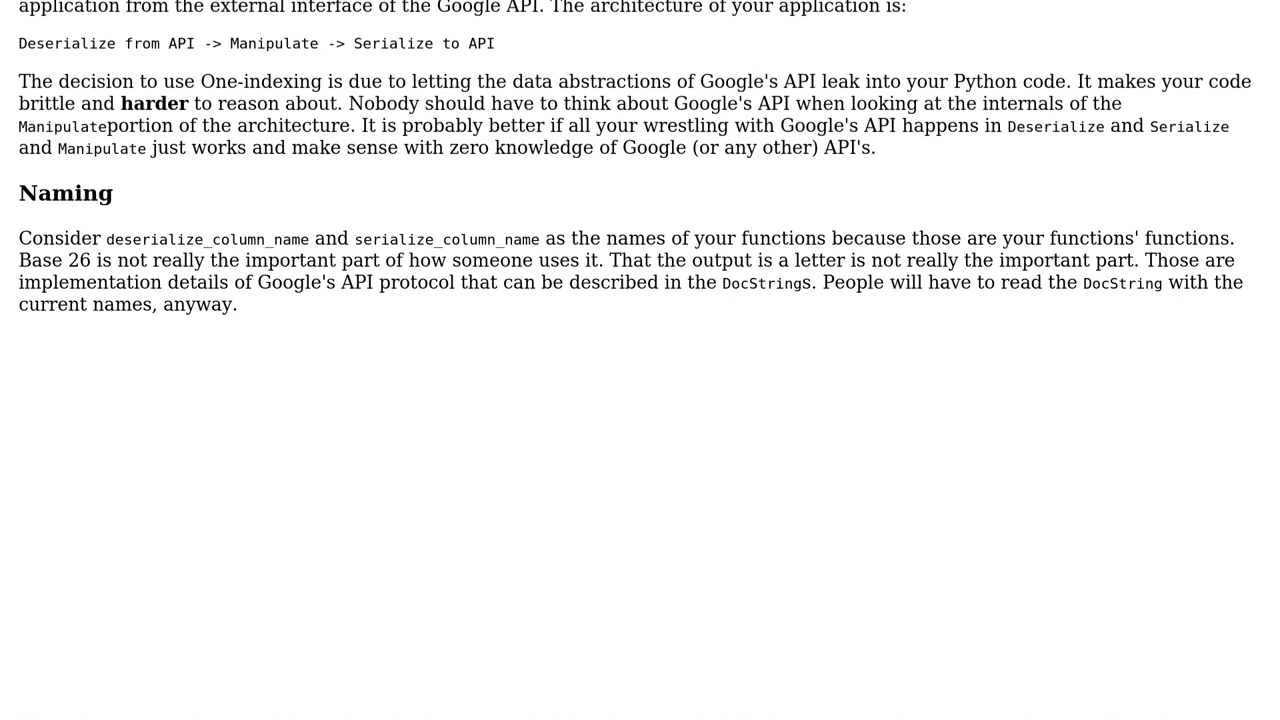 application from the external interface of the Google API. The architecture of your application is:
Deserialize from API -> Manipulate -> Serialize to API
The decision to use One-indexing is due to letting the data abstractions of Google's API leak into your Python code. It makes your code
brittle and harder to reason about. Nobody should have to think about Google's API when looking at the internals of the
Manipulateportion of the architecture. It is probably better if all your wrestling with Google's API happens in Deserialize and Serialize
and Manipulate just works and make sense with zero knowledge of Google (or any other) API's.
Naming
Consider deserialize_column_name and serialize_column_name as the names of your functions because those are your functions' functions.
Base 26 is not really the important part of how someone uses it. That the output is a letter is not really the important part. Those are
implementation details of Google's API protocol that can be described in the DocStrings. People will have to read the DocString with the
current names, anyway.